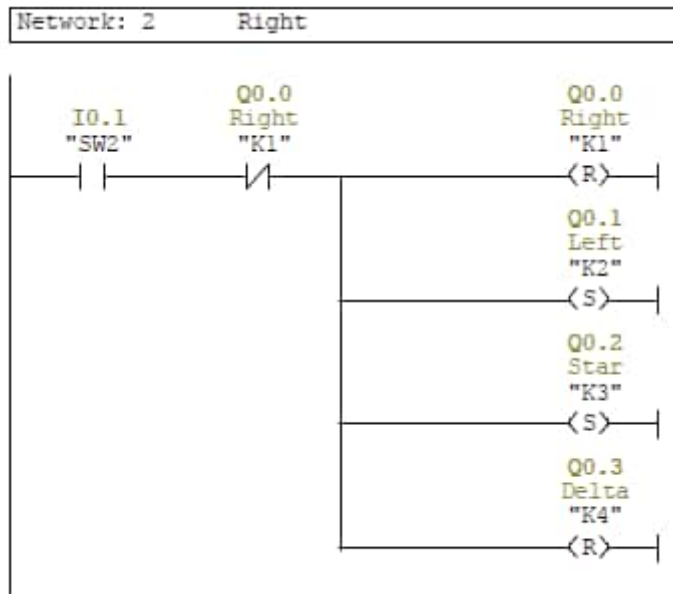 Network: 2 Right
I0.1
"SW2"
Q0.0
Right
"K1"
Q0.0
Right
"K1"
(R)
Q0.1
Left
"K2"
(S)
Q0.2
Star
"K3"
(S)
Q0.3
Delta
"K4"
(R)